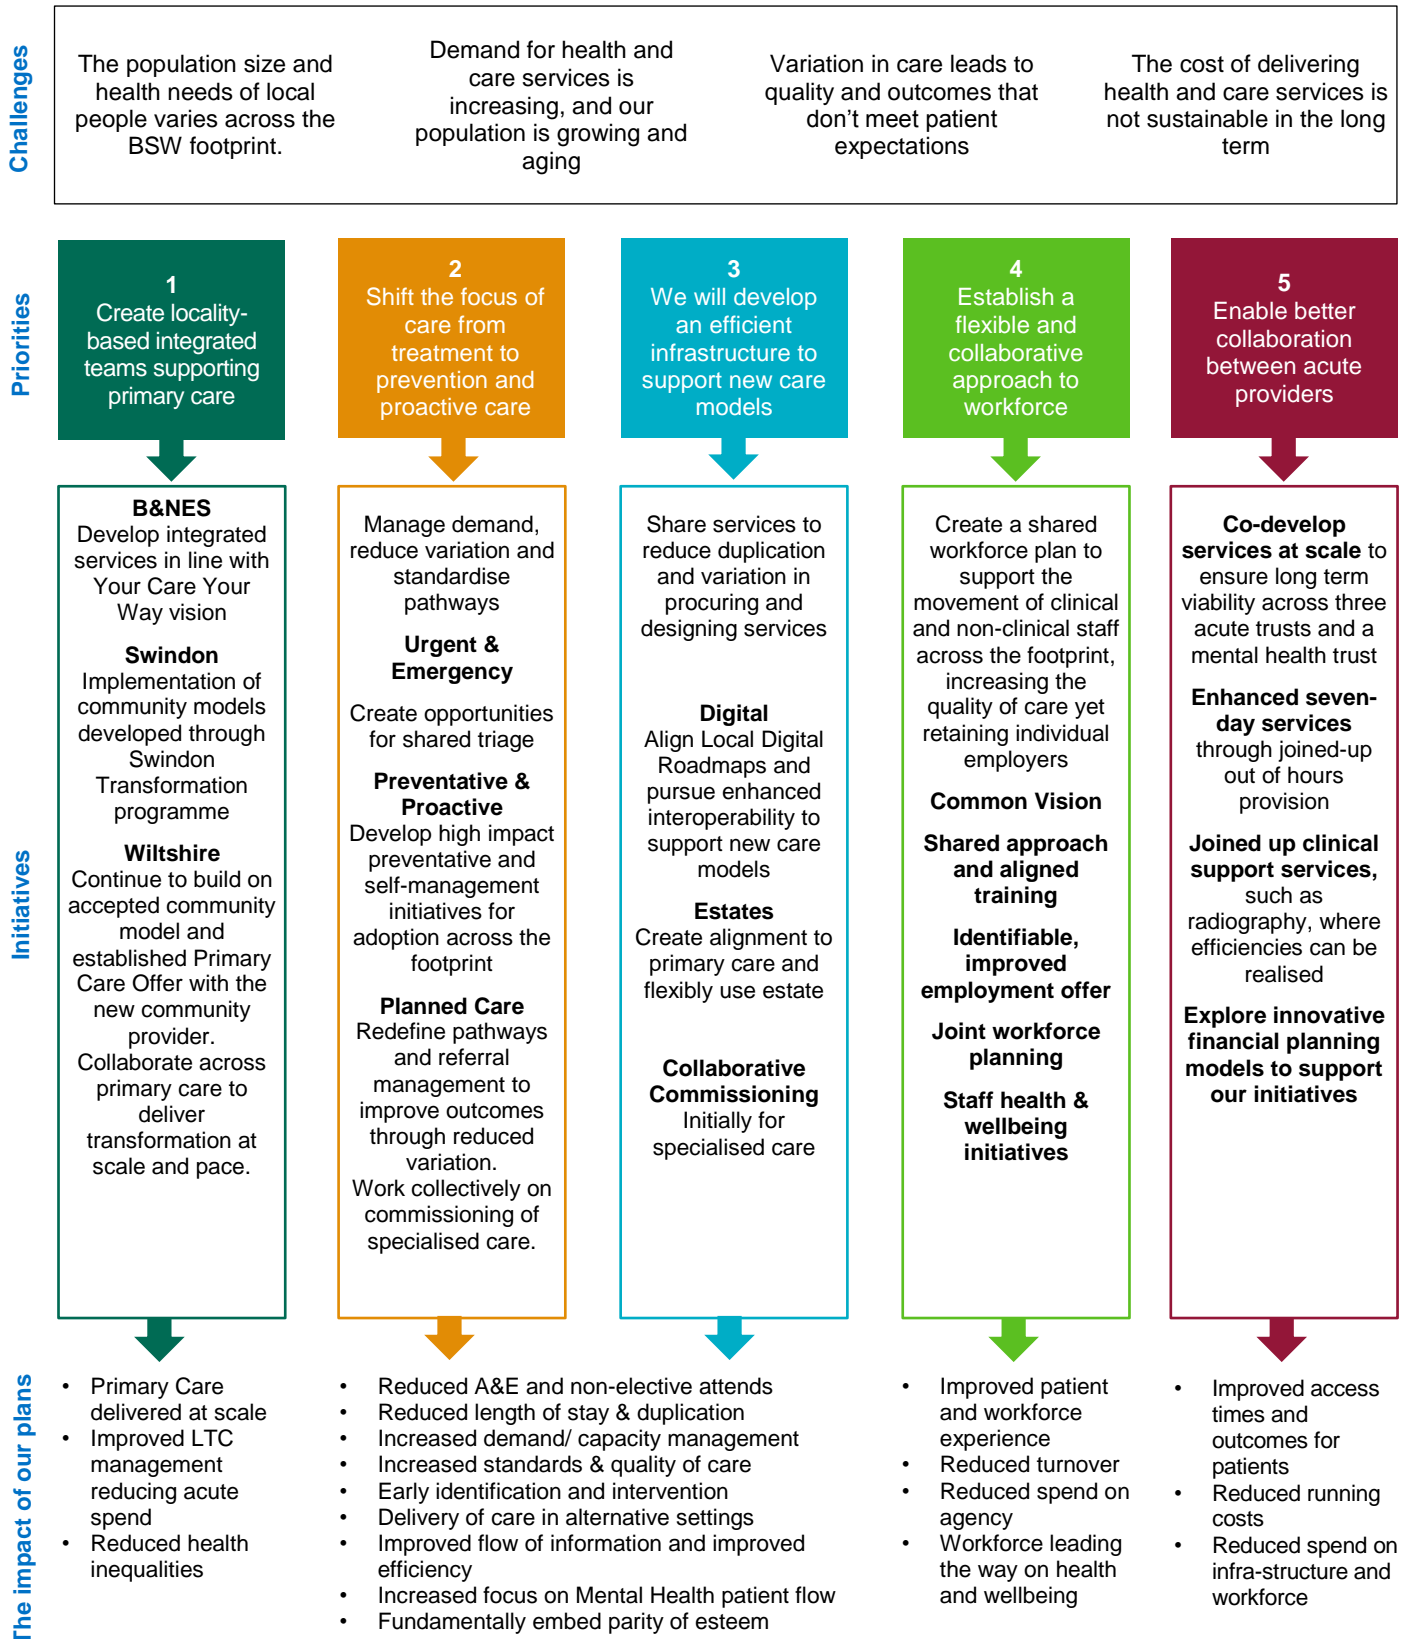 Challenges
The population size and
health needs of local
people varies across the
BSW footprint.
Demand for health and
care services is
increasing, and our
population is growing and
aging
Variation in care leads to
quality and outcomes that
don’t meet patient
expectations
The cost of delivering
health and care services is
not sustainable in the long
term
Priorities
1
Create locality-
based integrated
teams supporting
primary care
2
Shift the focus of
care from
treatment to
prevention and
proactive care
3
We will develop
an efficient
infrastructure to
support new care
models
4
Establish a
flexible and
collaborative
approach to
workforce
5
Enable better
collaboration
between acute
providers
Initiatives
B&NES
Develop integrated
services in line with
Your Care Your
Way vision
Swindon
Implementation of
community models
developed through
Swindon
Transformation
programme
Wiltshire
Continue to build on
accepted community
model and
established Primary
Care Offer with the
new community
provider.
Collaborate across
primary care to
deliver
transformation at
scale and pace.
Manage demand,
reduce variation and
standardise
pathways
Urgent &
Emergency
Create opportunities
for shared triage
Preventative &
Proactive
Develop high impact
preventative and
self-management
initiatives for
adoption across the
footprint
Planned Care
Redefine pathways
and referral
management to
improve outcomes
through reduced
variation.
Work collectively on
commissioning of
specialised care.
Share services to
reduce duplication
and variation in
procuring and
designing services
Digital
Align Local Digital
Roadmaps and
pursue enhanced
interoperability to
support new care
models
Estates
Create alignment to
primary care and
flexibly use estate
Collaborative
Commissioning
Initially for
specialised care
Create a shared
workforce plan to
support the
movement of clinical
and non-clinical staff
across the footprint,
increasing the
quality of care yet
retaining individual
employers
Common Vision
Shared approach
and aligned
training
Identifiable,
improved
employment offer
Joint workforce
planning
Staff health &
wellbeing
initiatives
Co-develop
services at scale to
ensure long term
viability across three
acute trusts and a
mental health trust
Enhanced seven-
day services
through joined-up
out of hours
provision
Joined up clinical
support services,
such as
radiography, where
efficiencies can be
realised
Explore innovative
financial planning
models to support
our initiatives
The impact of our plans
• Primary Care
delivered at scale
• Improved LTC
management
reducing acute
spend
• Reduced health
inequalities
• Reduced A&E and non-elective attends
• Reduced length of stay & duplication
• Increased demand/ capacity management
• Increased standards & quality of care
• Early identification and intervention
• Delivery of care in alternative settings
• Improved flow of information and improved
efficiency
• Increased focus on Mental Health patient flow
• Fundamentally embed parity of esteem
• Improved patient
and workforce
experience
• Reduced turnover
• Reduced spend on
agency
• Workforce leading
the way on health
and wellbeing
• Improved access
times and
outcomes for
patients
• Reduced running
costs
• Reduced spend on
infra-structure and
workforce